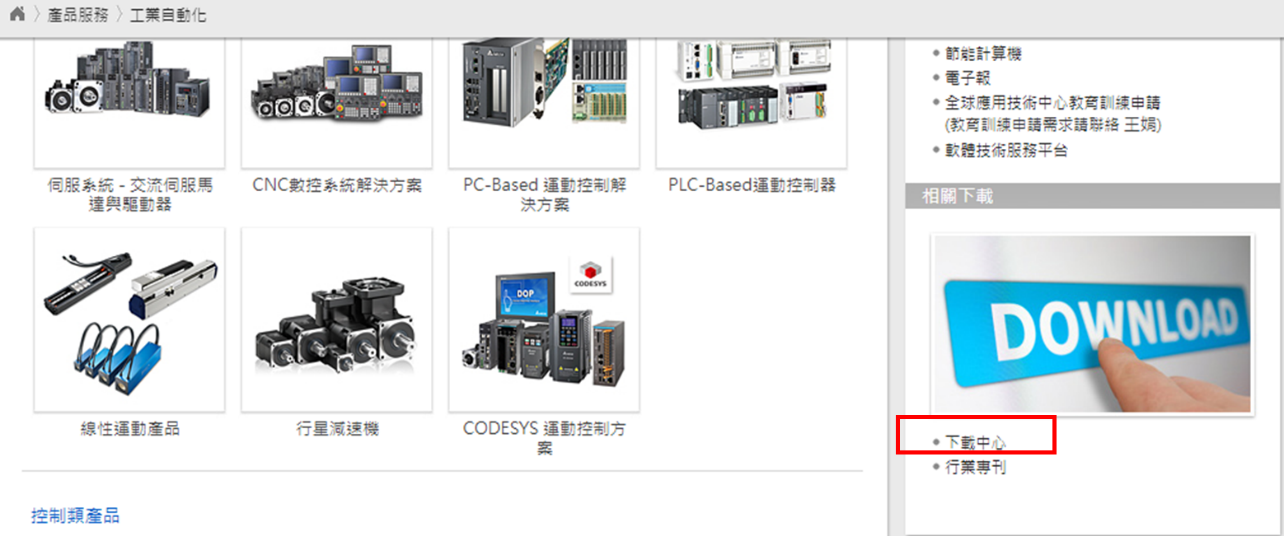 產品服務 工業自動化
伺服系統 - 交流伺服馬
達與驅動器
CNC數控系統解決方案
PC-Based 運動控制解
決方案
PLC-Based運動控制器
線性運動產品
行星減速機
DOP
CODESYS
CODESYS 運動控制方
案
控制類產品
節能計算機
電子報
全球應用技術中心教育訓練申請
(教育訓練申請需求請聯絡 王娟)
軟體技術服務平台
相關下載
DOWNLOAD
下載中心
行業專刊